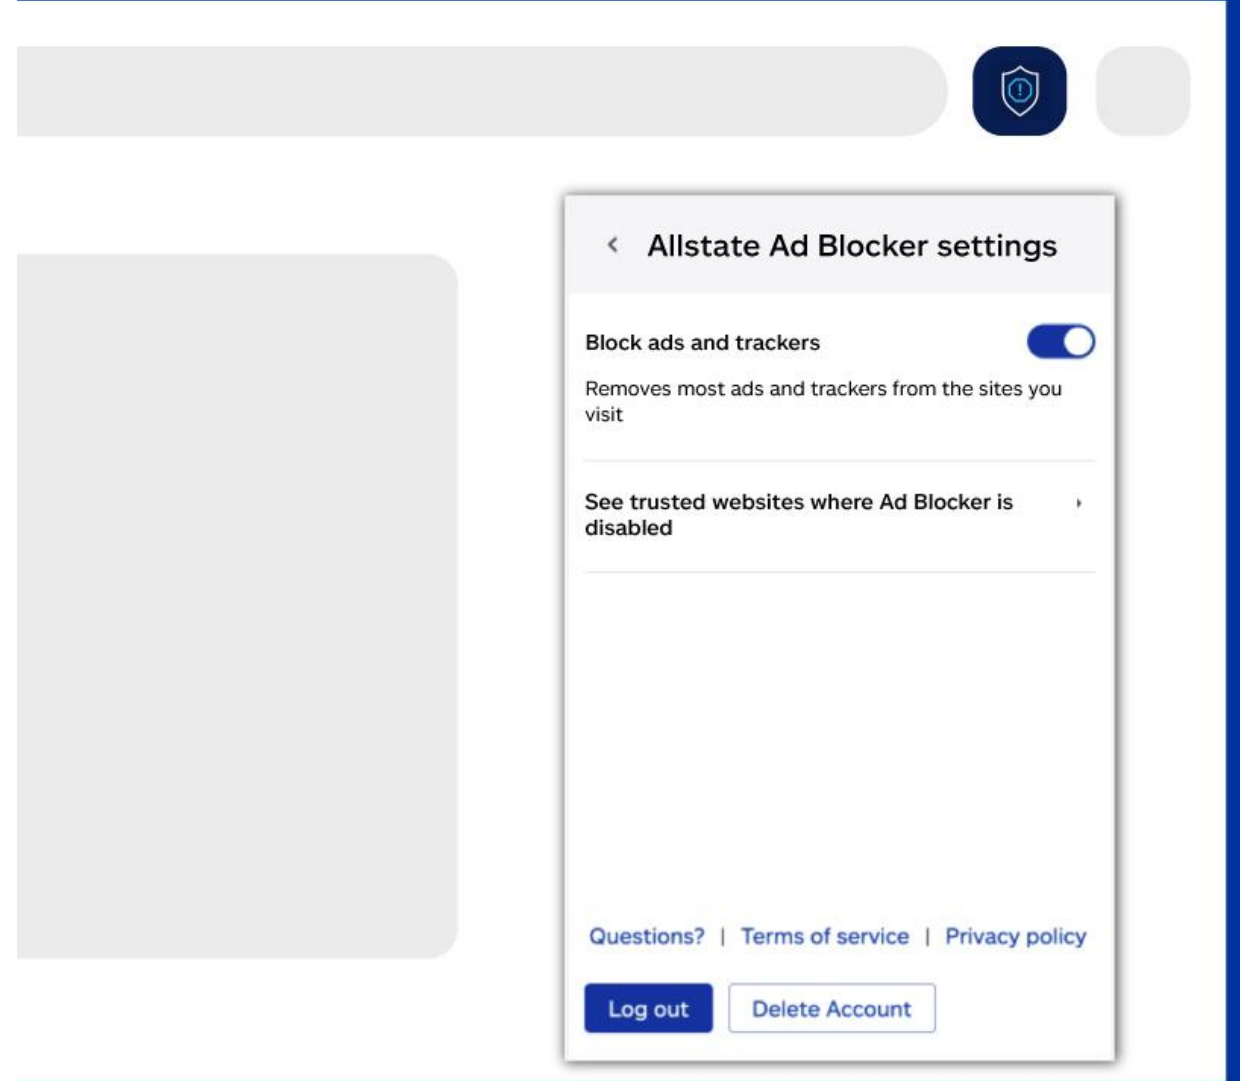 Allstate Ad Blocker settings
Block ads and trackers
Removes most ads and trackers from the sites you
visit
See trusted websites where Ad Blocker is
disabled
Questions? | Terms of service | Privacy policy
Log out Delete Account